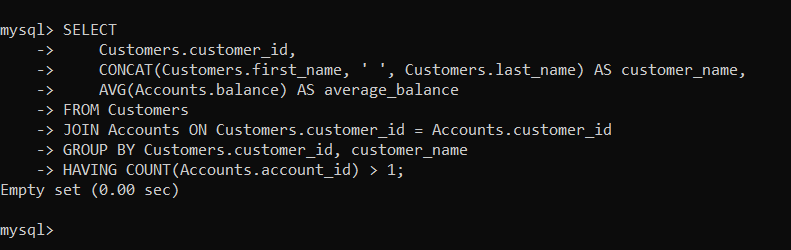 mysql> SELECT
    ->     Customers.customer_id,
    ->     CONCAT(Customers.first_name, ' ', Customers.last_name) AS customer_name,
    ->     AVG(Accounts.balance) AS average_balance
    -> FROM Customers
    -> JOIN Accounts ON Customers.customer_id = Accounts.customer_id
    -> GROUP BY Customers.customer_id, customer_name
    -> HAVING COUNT(Accounts.account_id) > 1;
Empty set (0.00 sec)
mysql>